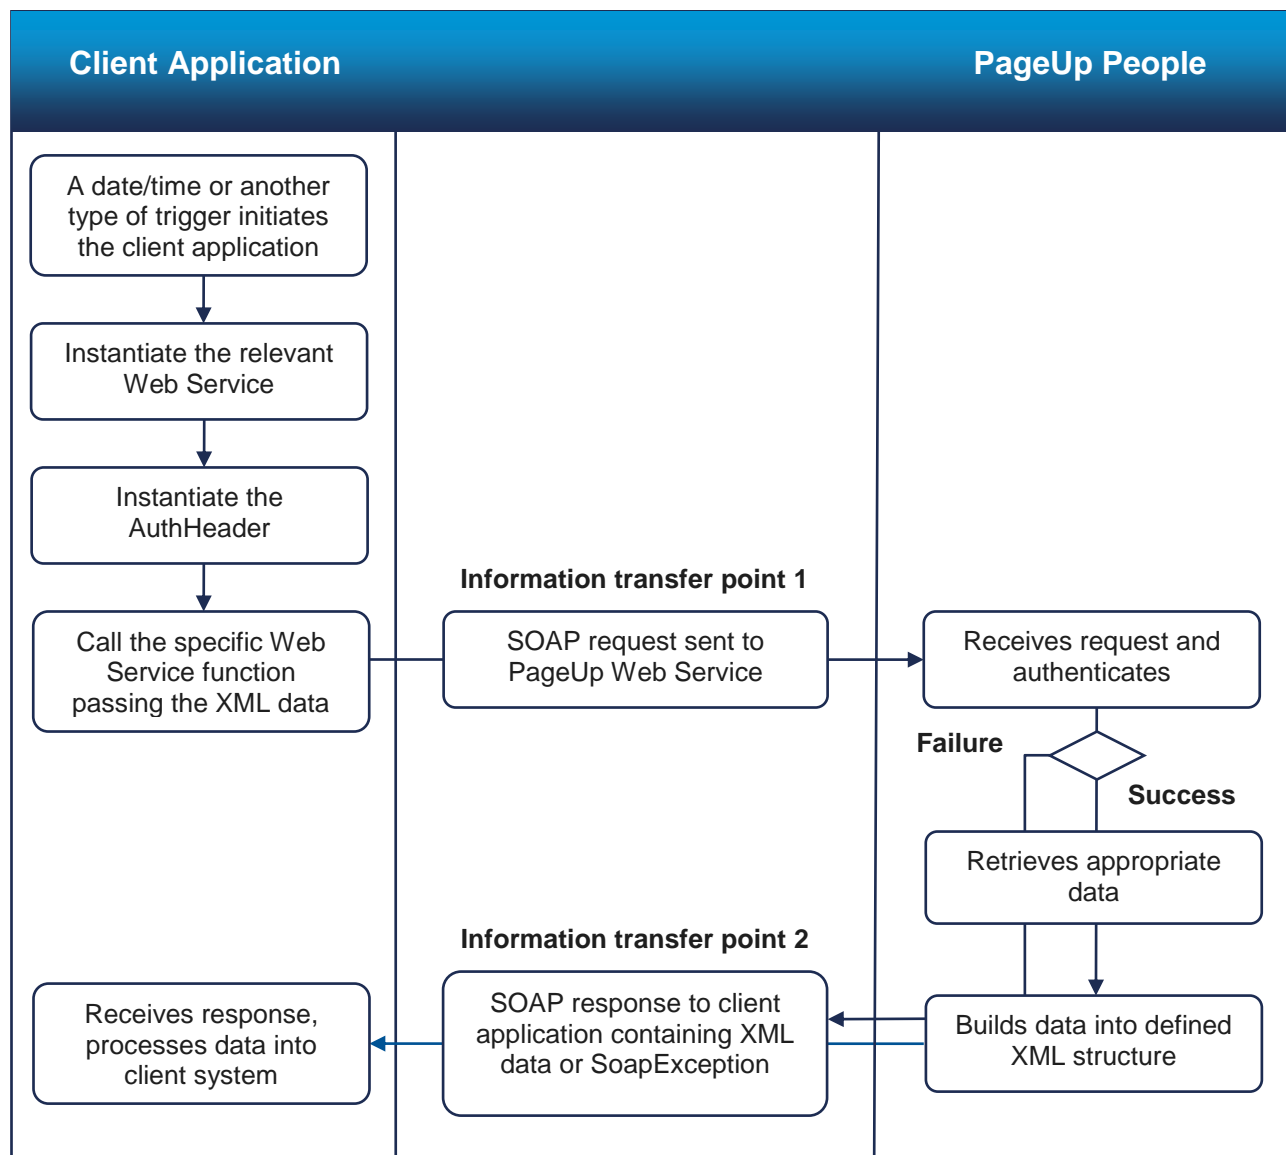 Client Application
PageUp People
A date/time or another
type of trigger initiates
the client application
Instantiate the relevant
Web Service
Instantiate the
AuthHeader
Information transfer point 1
Call the specific Web
Service function
passing the XML data
SOAP request sent to
PageUp Web Service
Receives request and
authenticates
Failure
Success
Retrieves appropriate
data
Information transfer point 2
Receives response,
processes data into
client system
SOAP response to client
application containing XML
data or SoapException
Builds data into defined
XML structure